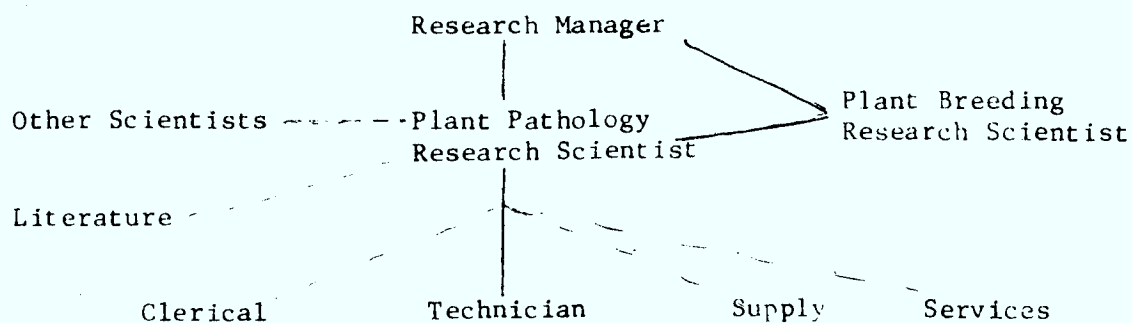 Research Manager
Other Scientists
Plant Pathology
Research Scientist
Plant Breeding
Research Scientist
Literature
Clerical
Technician
Supply
Services